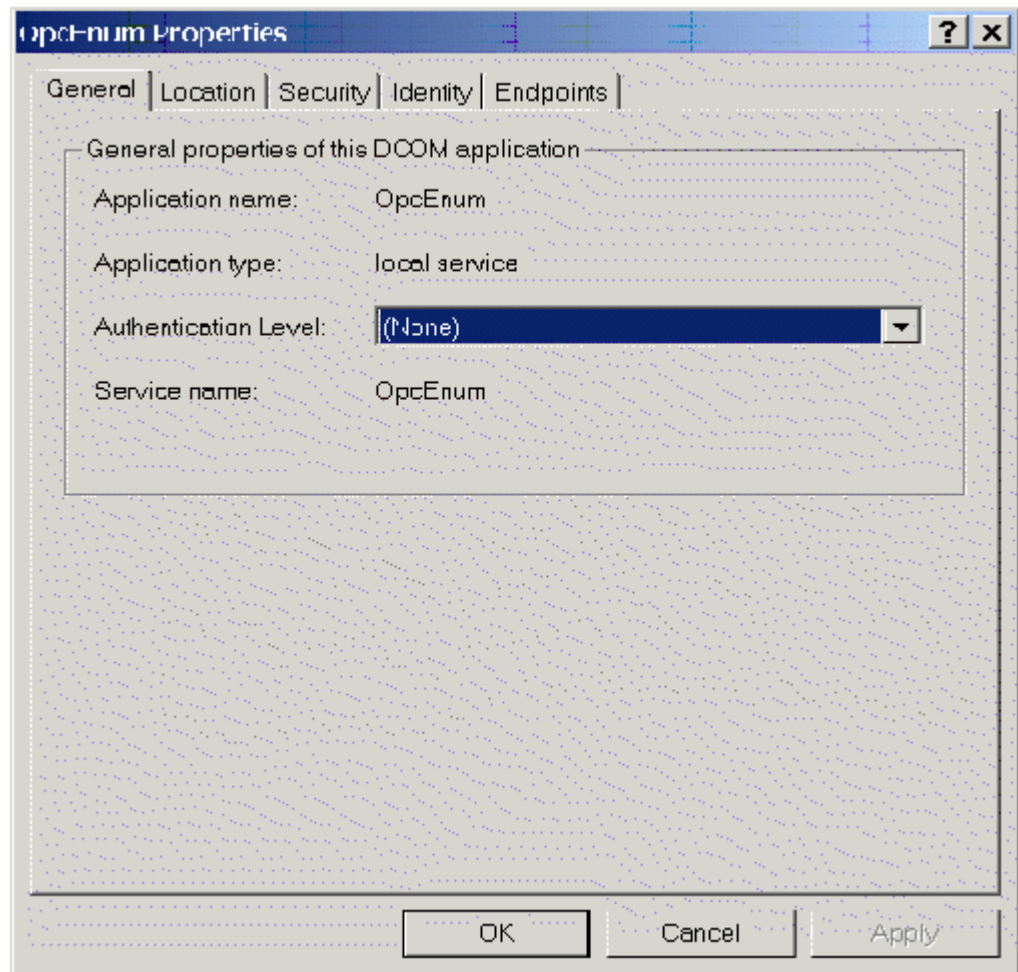 OpcEnum Properties
General Location Security Identity Endpoints
General properties of this DCOM application
Application name: OpcEnum
Application type: local service
Authentication Level: (None)
Service name: OpcEnum
OK Cancel Apply